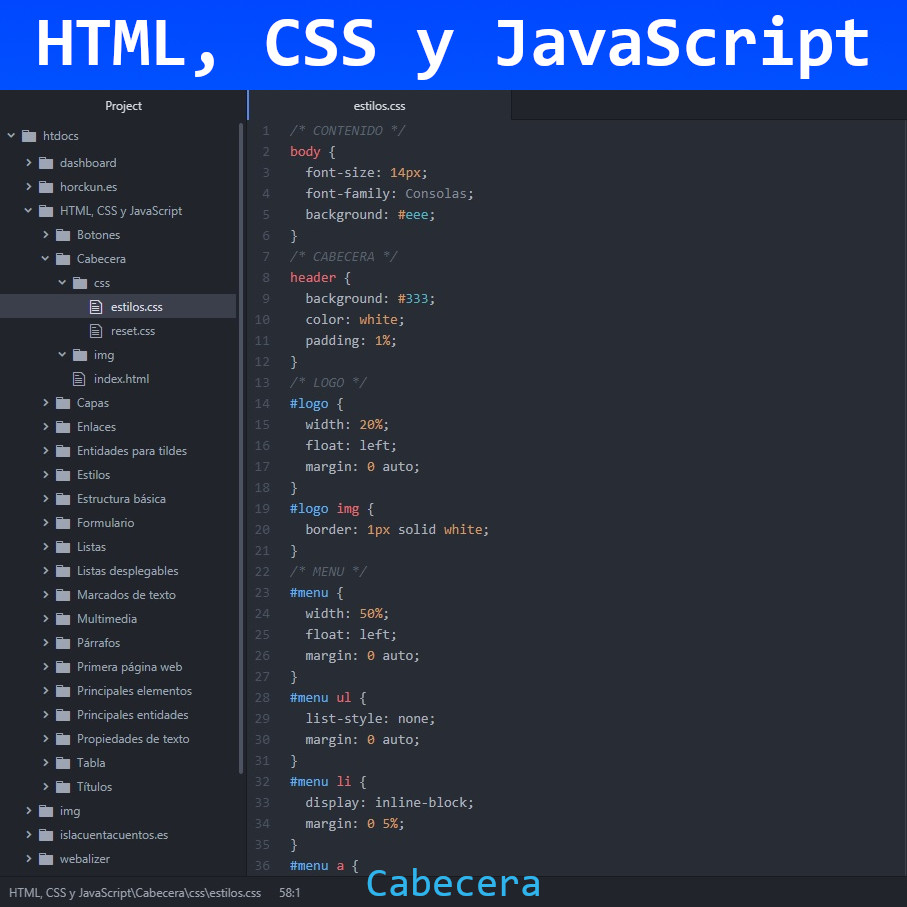 HTML, CSS y JavaScript
Project
htdocs
dashboard
horckun.es
HTML, CSS y JavaScript
Botones
Cabecera
css
estilos.css
reset.css
img
index.html
Capas
Enlaces
Entidades para tildes
Estilos
Estructura básica
Formulario
Listas
Listas desplegables
Marcados de texto
Multimedia
Párrafos
Primera página web
Principales elementos
Principales entidades
Propiedades de texto
Tabla
Títulos
img
islacuentacuentos.es
webalizer
estilos.css
1 /* CONTENIDO */
2 body {
3   font-size: 14px;
4   font-family: Consolas;
5   background: #eee;
6 }
7 /* CABECERA */
8 header {
9   background: #333;
10   color: white;
11   padding: 1%;
12 }
13 /* LOGO */
14 #logo {
15   width: 20%;
16   float: left;
17   margin: 0 auto;
18 }
19 #logo img {
20   border: 1px solid white;
21 }
22 /* MENU */
23 #menu {
24   width: 50%;
25   float: left;
26   margin: 0 auto;
27 }
28 #menu ul {
29   list-style: none;
30   margin: 0 auto;
31 }
32 #menu li {
33   display: inline-block;
34   margin: 0 5%;
35 }
36 #menu a {
HTML, CSS y JavaScript\Cabecera\css\estilos.css 58:1
Cabecera